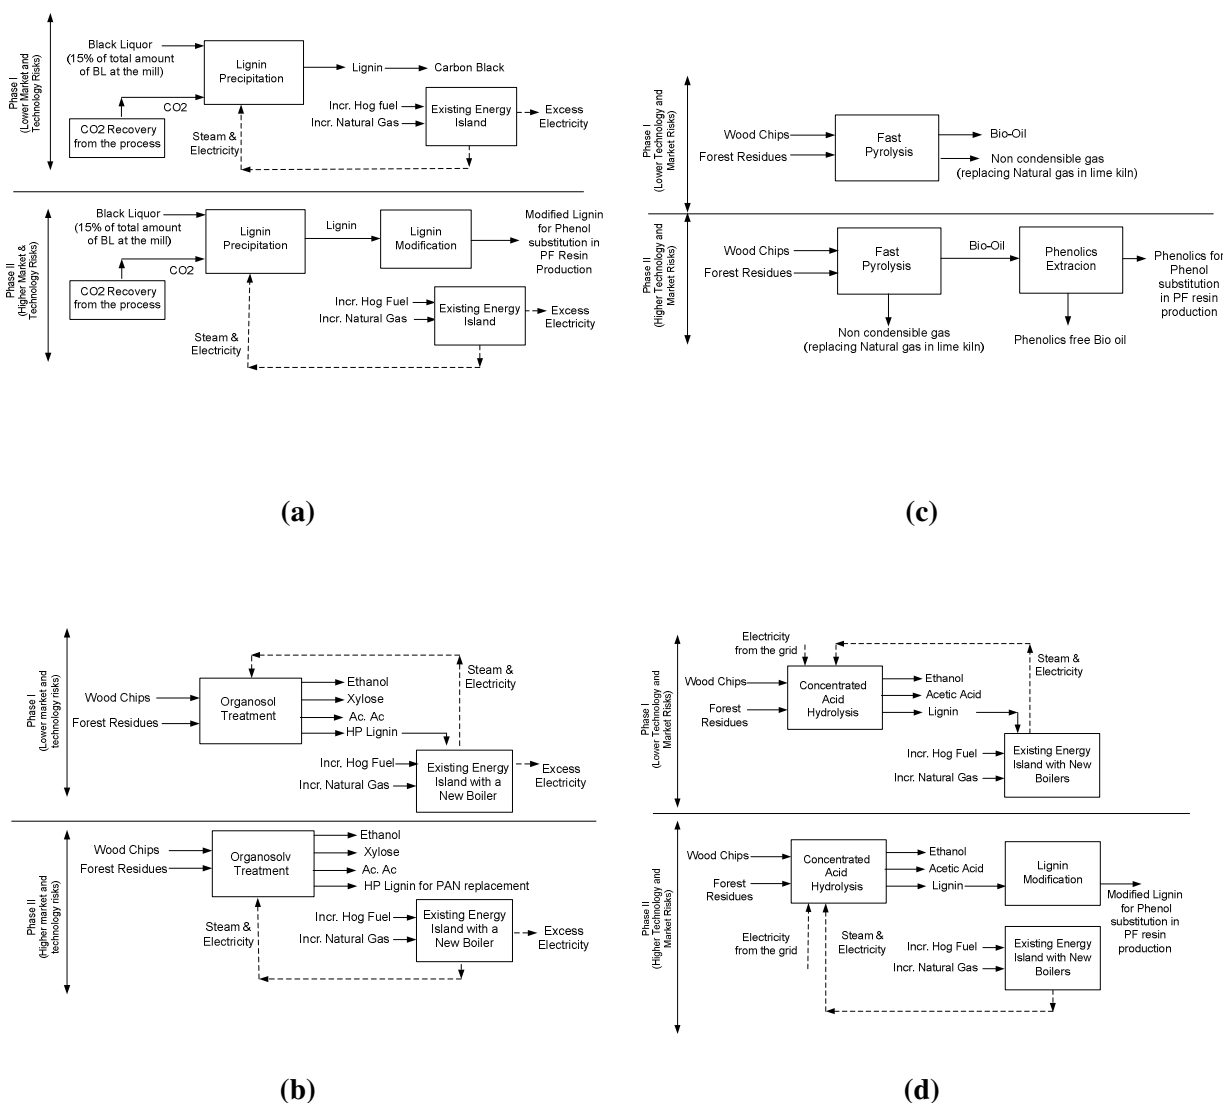 Phase I
(Lower Market and
Technology Risks)
Black Liquor
(15% of total amount
of BL at the mill)
CO2
CO2 Recovery
from the process
Lignin
Precipitation
Lignin
Carbon Black
Incr. Hog fuel
Incr. Natural Gas
Existing Energy
Island
Excess
Electricity
Steam &
Electricity
Phase II
(Higher Market &
Technology Risks)
Black Liquor
(15% of total amount
of BL at the mill)
CO2
CO2 Recovery
from the process
Lignin
Precipitation
Lignin
Lignin
Modification
Modified Lignin
for Phenol
substitution in
PF Resin
Production
Incr. Hog Fuel
Incr. Natural Gas
Existing Energy
Island
Excess
Electricity
Steam &
Electricity
(a)
Phase I
(Lower Technology and
Market Risks)
Wood Chips
Forest Residues
Fast
Pyrolysis
Bio-Oil
Non condensible gas
(replacing Natural gas in lime kiln)
Phase II
(Higher Technology and
Market Risks)
Wood Chips
Forest Residues
Fast
Pyrolysis
Bio-Oil
Phenolics
Extracion
Phenolics for
Phenol
substitution
in PF resin
production
Non condensible gas
(replacing Natural gas in lime kiln)
Phenolics free Bio oil
(c)
Phase I
(Lower market and
technology risks)
Wood Chips
Forest Residues
Organosol
Treatment
Ethanol
Xylose
Ac. Ac
HP Lignin
Steam &
Electricity
Incr. Hog Fuel
Incr. Natural Gas
Existing Energy
Island with a
New Boiler
Excess
Electricity
Phase II
(Higher market and
technology risks)
Wood Chips
Forest Residues
Organosolv
Treatment
Ethanol
Xylose
Ac. Ac
HP Lignin for PAN replacement
Steam &
Electricity
Incr. Hog Fuel
Incr. Natural Gas
Existing Energy
Island with a
New Boiler
Excess
Electricity
(b)
Phase I
(Lower Technology and
Market Risks)
Electricity
from the grid
Wood Chips
Forest
Residues
Concentrated
Acid
Hydrolysis
Ethanol
Acetic Acid
Lignin
Steam &
Electricity
Incr. Hog Fuel
Incr. Natural Gas
Existing Energy
Island with New
Boilers
Phase II
(Higher Technology and
Market Risks)
Wood Chips
Forest
Residues
Concentrated
Acid
Hydrolysis
Ethanol
Acetic Acid
Lignin
Lignin
Modification
Modified Lignin
for Phenol
substitution in
PF resin
production
Electricity
from the grid
Steam &
Electricity
Incr. Hog Fuel
Incr. Natural Gas
Existing Energy
Island with New
Boilers
(d)